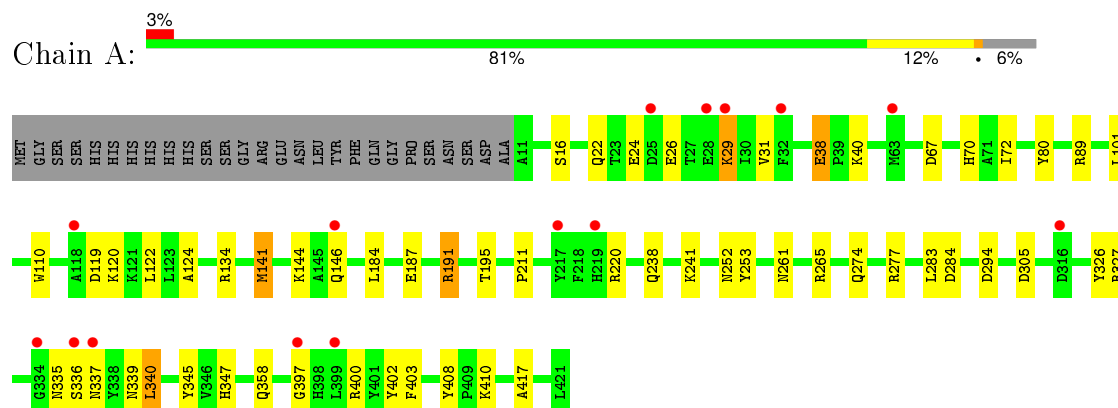 3%
Chain A:
81% 12% • 6%
MET GLY SER SER HIS HIS HIS HIS HIS HIS SER SER GLY ARG GLU ASN LEU TYR PHE GLN GLY PRO SER ASN SER ASP ALA A11 S16 Q22 T23 E24 D25 E26 T27 E28 K29 I30 V31 F32 E38 P39 K40 M63 D67 H70 A71 I72 Y80 R89 L101
W110 A118 D119 K120 K121 L122 L123 A124 R134 M141 K144 A145 Q146 L184 E187 R191 T195 P211 Y217 F218 H219 R220 Q238 K241 N252 Y253 N261 R265 Q274 R277 L283 D284 D294 D305 D316 Y326 R327
G334 N335 S336 N337 Y338 N339 L340 Y345 V346 H347 Q358 G397 H398 L399 R400 Y401 Y402 F403 Y408 P409 K410 A417 L421